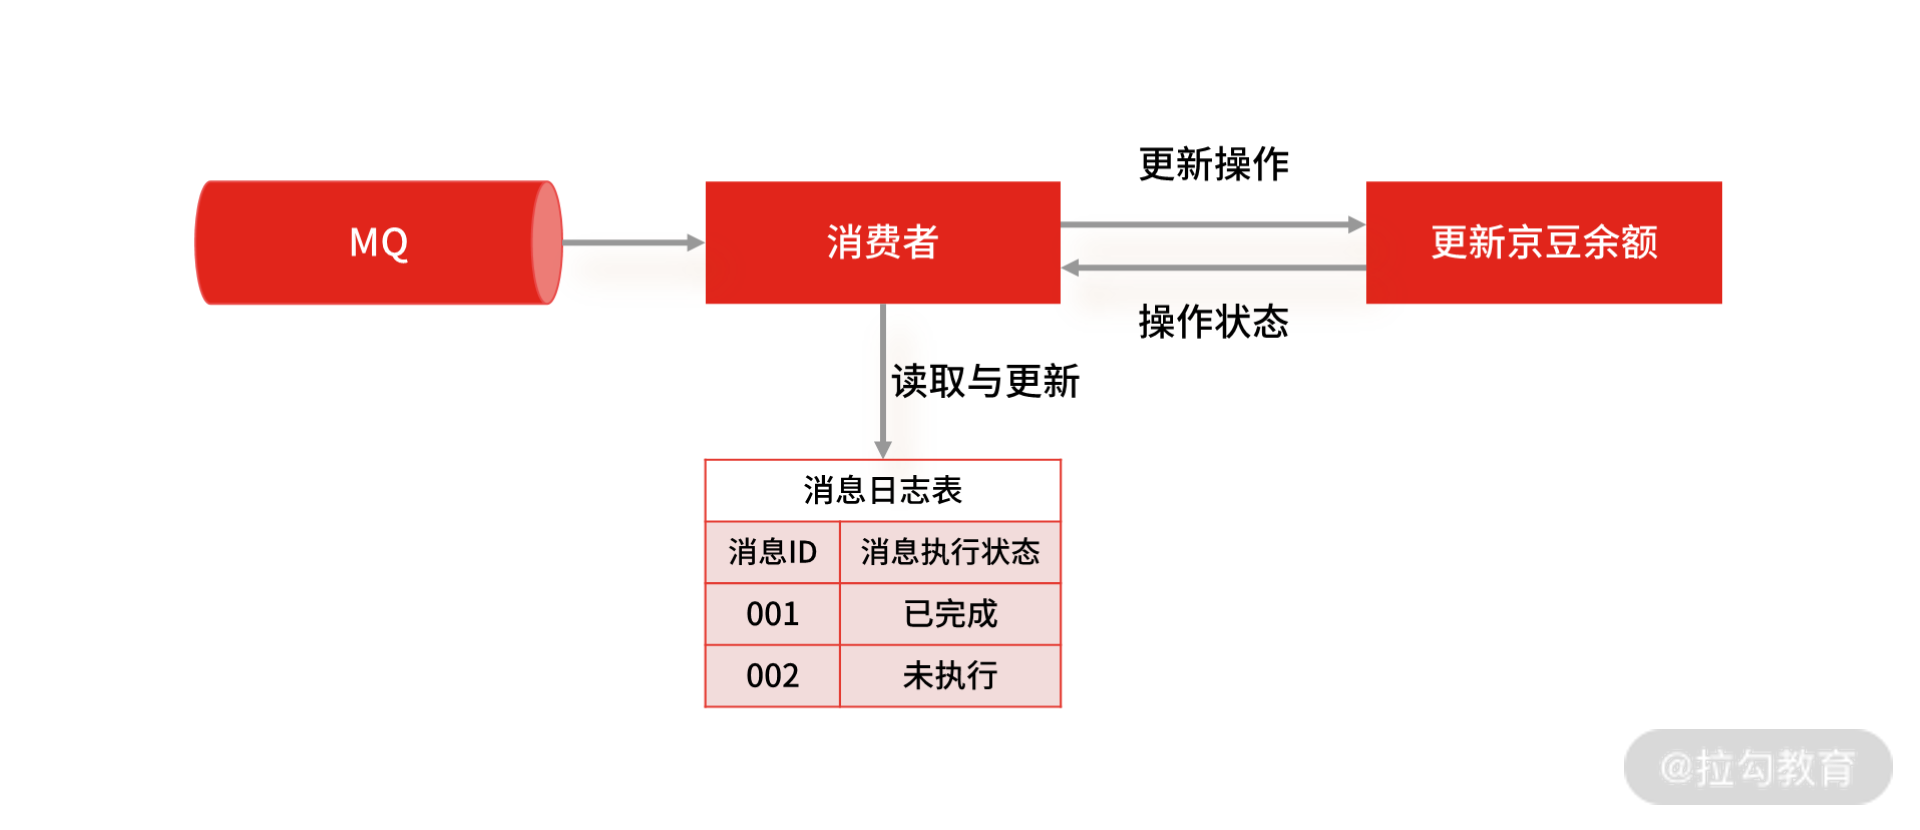 更新操作
MQ
消费者
更新京豆余额
操作状态
读取与更新
消息日志表
消息ID 消息执行状态
001 已完成
002 未执行
@拉勾教育